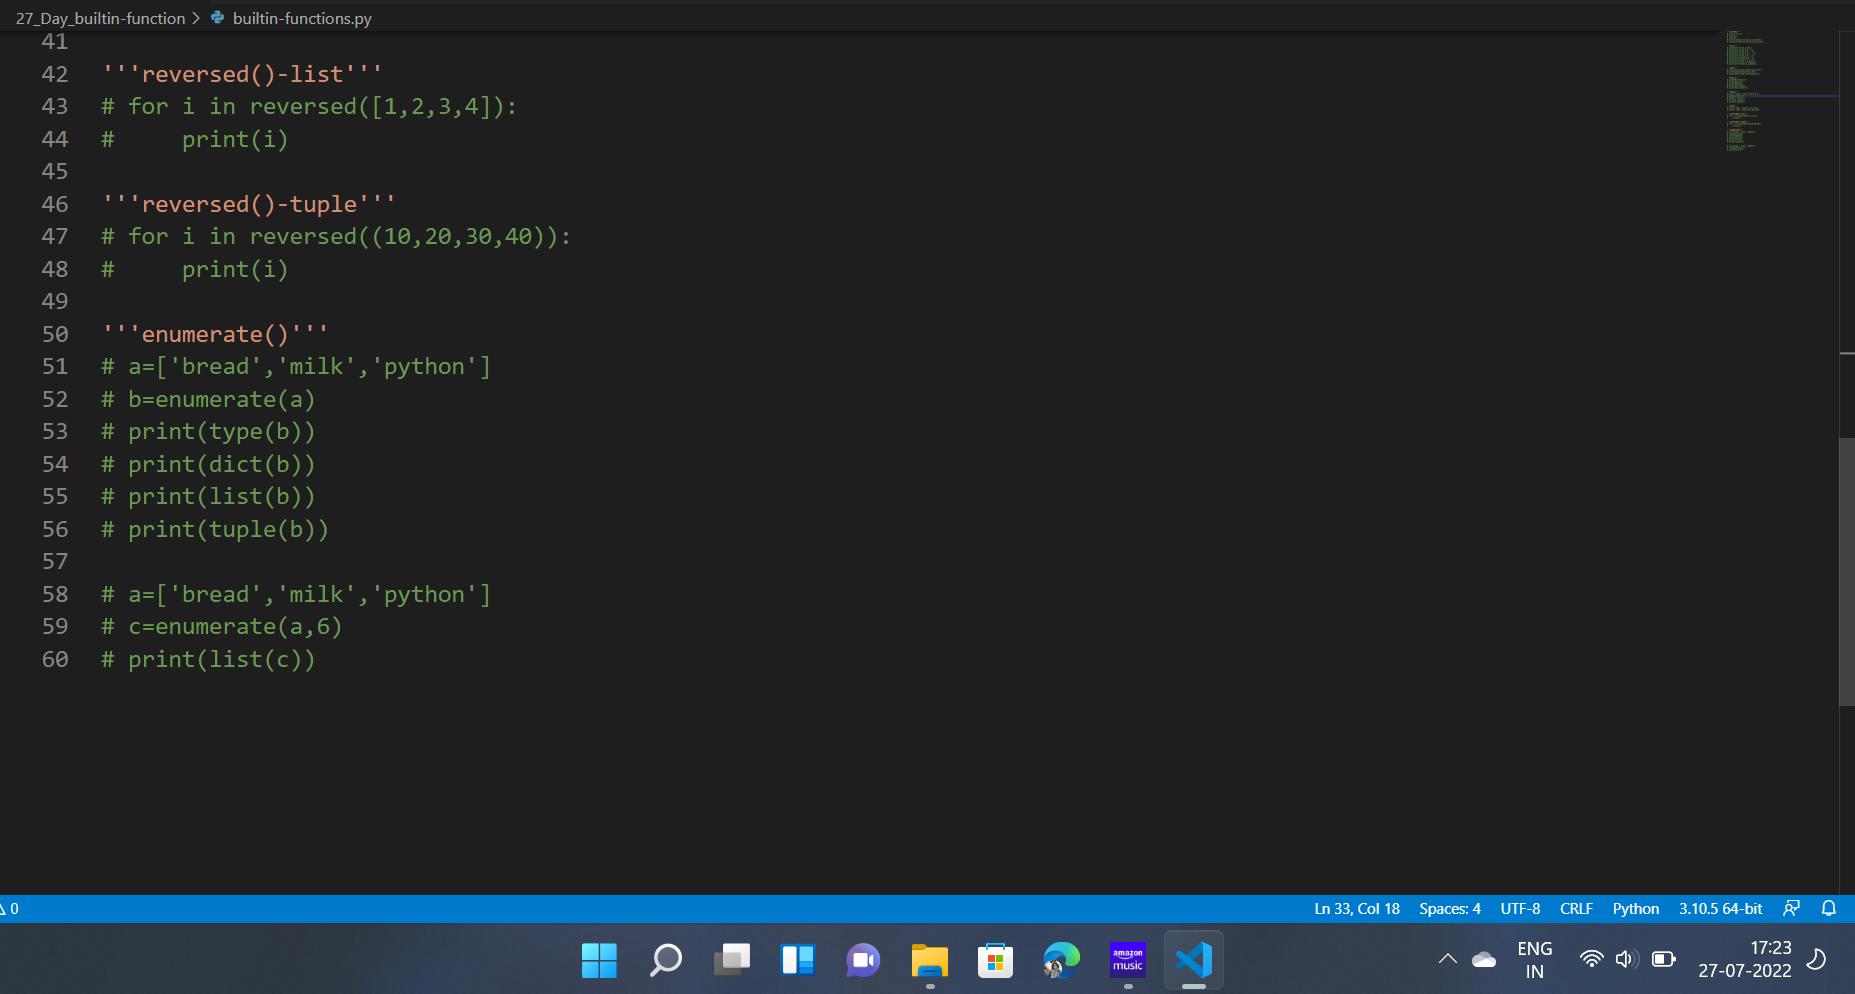 27_Day_builtin-function > builtin-functions.py
41
42 '''reversed()-list'''
43 # for i in reversed([1,2,3,4]):
44 #     print(i)
45
46 '''reversed()-tuple'''
47 # for i in reversed((10,20,30,40)):
48 #     print(i)
49
50 '''enumerate()'''
51 # a=['bread','milk','python']
52 # b=enumerate(a)
53 # print(type(b))
54 # print(dict(b))
55 # print(list(b))
56 # print(tuple(b))
57
58 # a=['bread','milk','python']
59 # c=enumerate(a,6)
60 # print(list(c))
0 Ln 33, Col 18 Spaces: 4 UTF-8 CRLF Python 3.10.5 64-bit
amazon music
ENG
IN
17:23
27-07-2022